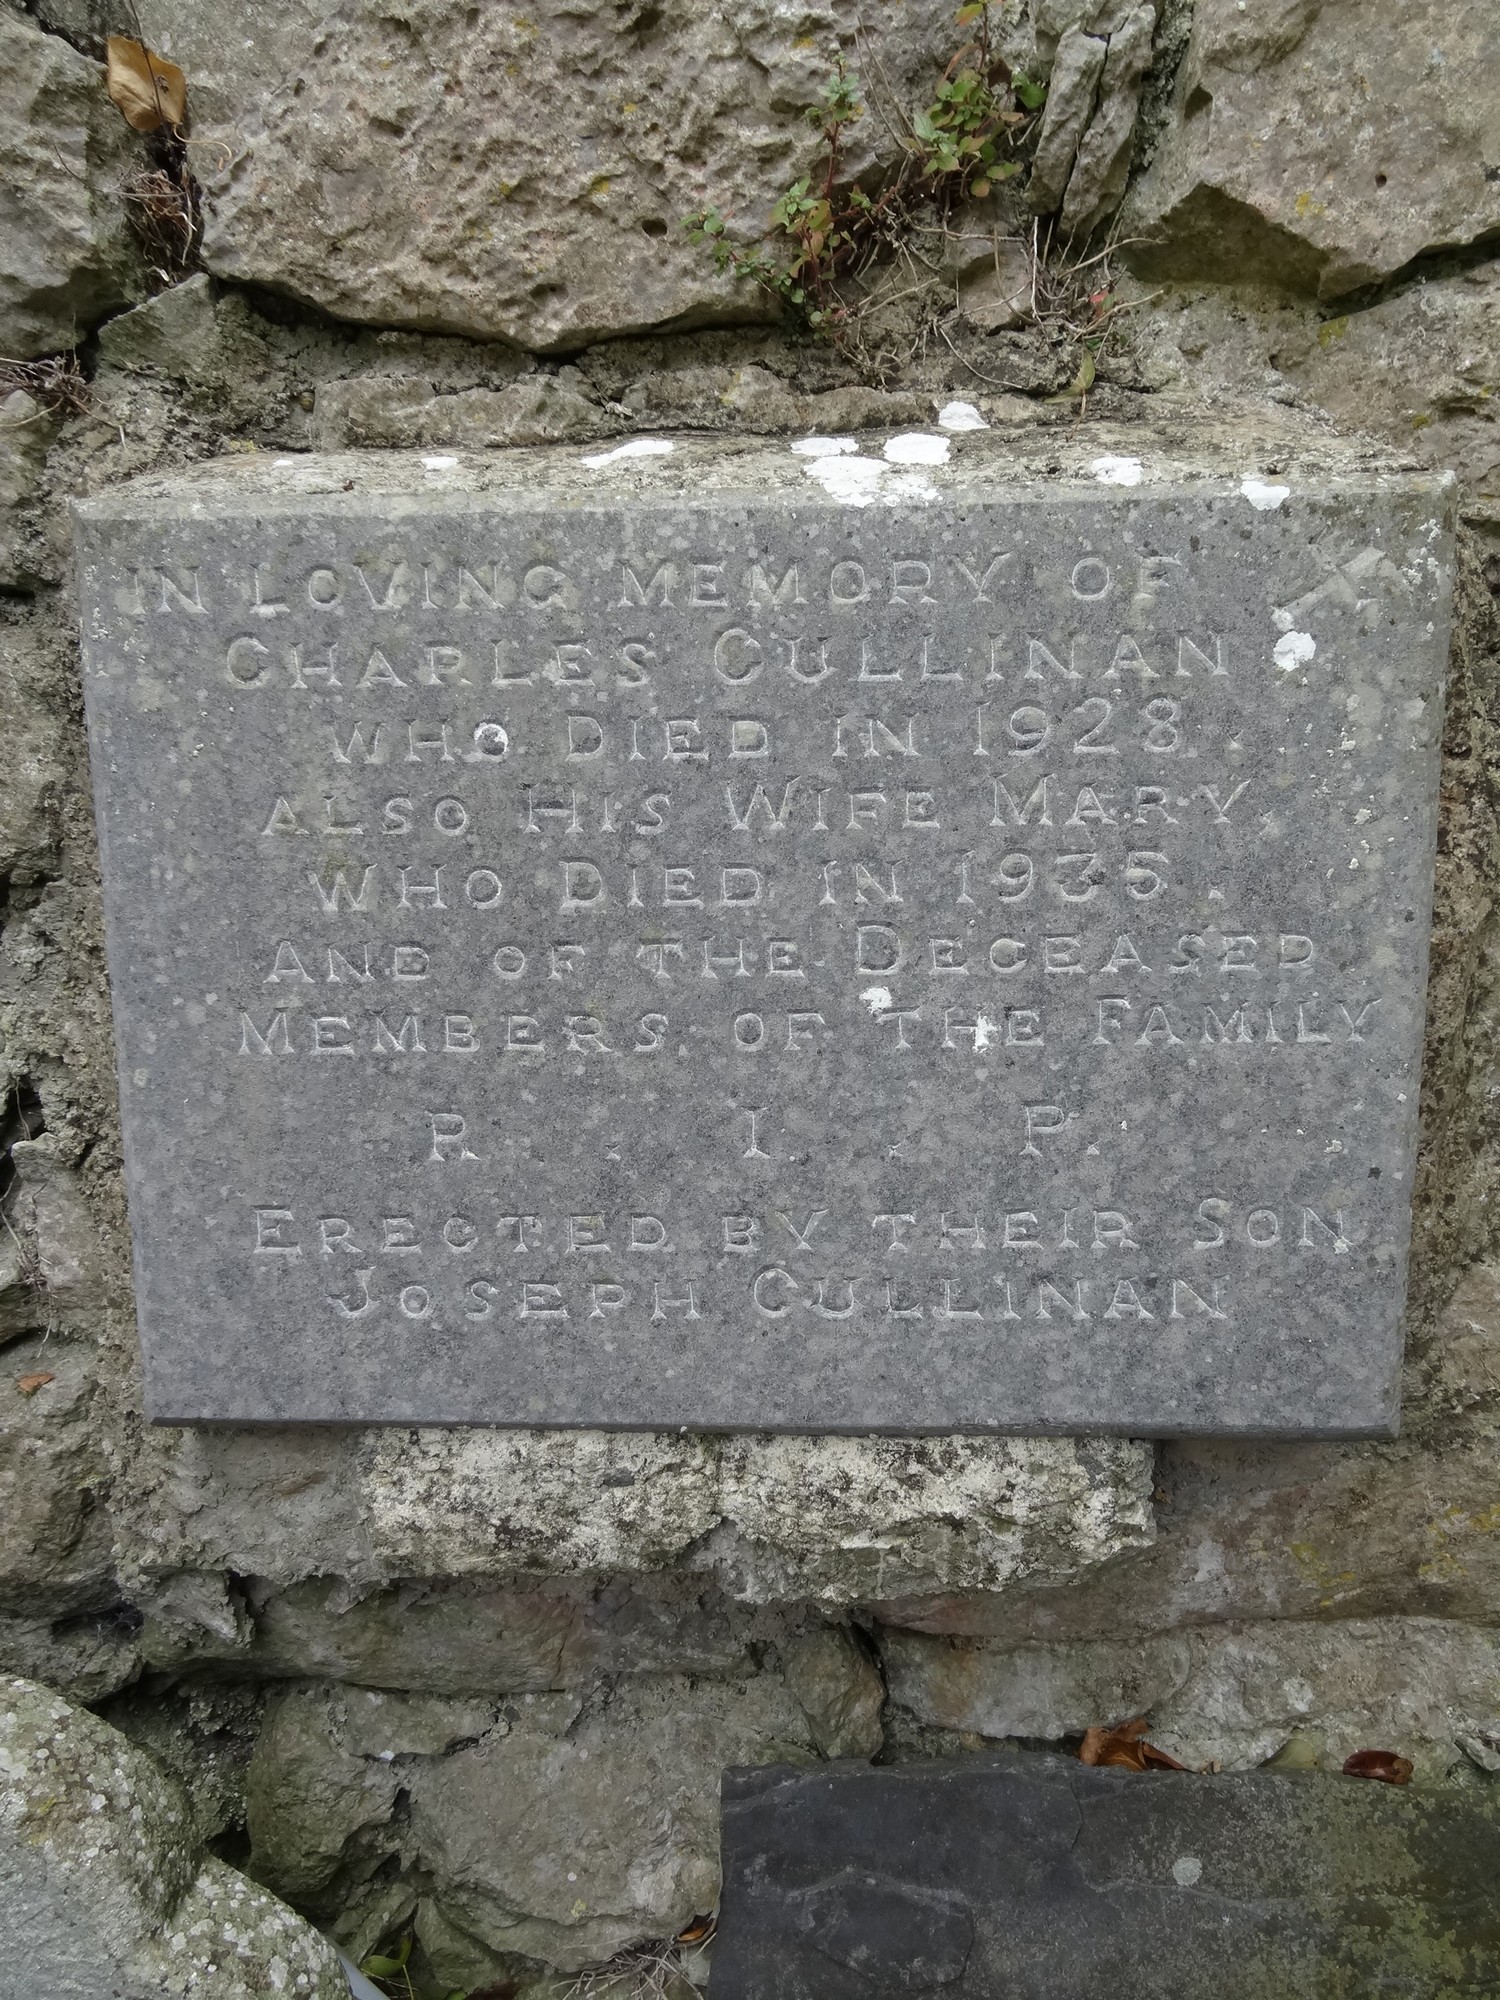 IN LOVING MEMORY OF
CHARLES CULLINAN
WHO DIED IN 1928.
ALSO HIS WIFE MARY,
WHO DIED IN 1935.
AND OF THE DECEASED
MEMBERS OF THE FAMILY
R . I . P.
ERECTED BY THEIR SON
JOSEPH CULLINAN